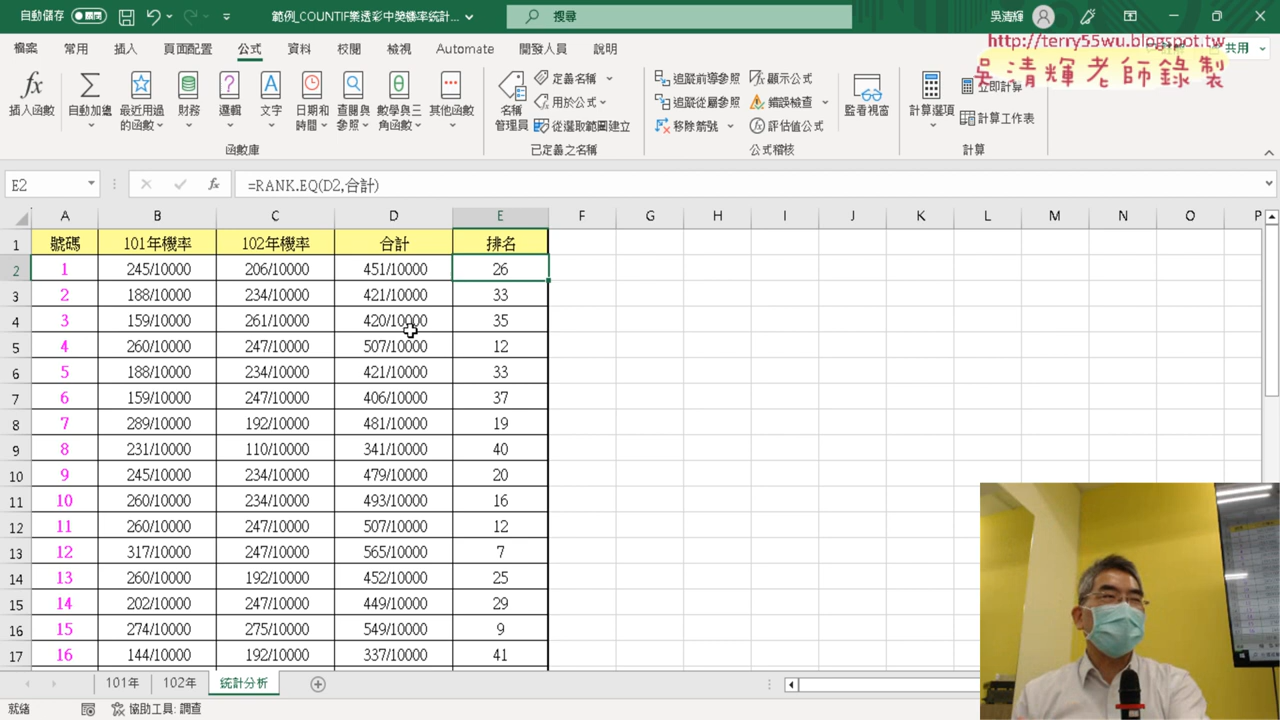 自動儲存 關閉 範例_COUNTIF樂透彩中獎機率統計... 搜尋 吳清輝
檔案 常用 插入 頁面配置 公式 資料 校閱 檢視 Automate 開發人員 說明 共用
http://terry55wu.blogspot.tw
吳清輝老師錄製
插入函數 自動加總 最近用過的函數 財務 邏輯 文字 日期和時間 查閱與參照 數學與三角函數 其他函數
名稱管理員 定義名稱 用於公式 從選取範圍建立
追蹤前導參照 追蹤從屬參照 移除箭號 顯示公式 錯誤檢查 評估值公式 監看視窗
計算選項 立即計算 計算工作表
函數庫 已定義之名稱 公式稽核 計算
E2 fx =RANK.EQ(D2,合計)
A B C D E F G H I J K L M N O P
1 號碼 101年機率 102年機率 合計 排名
2 1 245/10000 206/10000 451/10000 26
3 2 188/10000 234/10000 421/10000 33
4 3 159/10000 261/10000 420/10000 35
5 4 260/10000 247/10000 507/10000 12
6 5 188/10000 234/10000 421/10000 33
7 6 159/10000 247/10000 406/10000 37
8 7 289/10000 192/10000 481/10000 19
9 8 231/10000 110/10000 341/10000 40
10 9 245/10000 234/10000 479/10000 20
11 10 260/10000 234/10000 493/10000 16
12 11 260/10000 247/10000 507/10000 12
13 12 317/10000 247/10000 565/10000 7
14 13 260/10000 192/10000 452/10000 25
15 14 202/10000 247/10000 449/10000 29
16 15 274/10000 275/10000 549/10000 9
17 16 144/10000 192/10000 337/10000 41
101年 102年 統計分析
就緒 協助工具: 調查